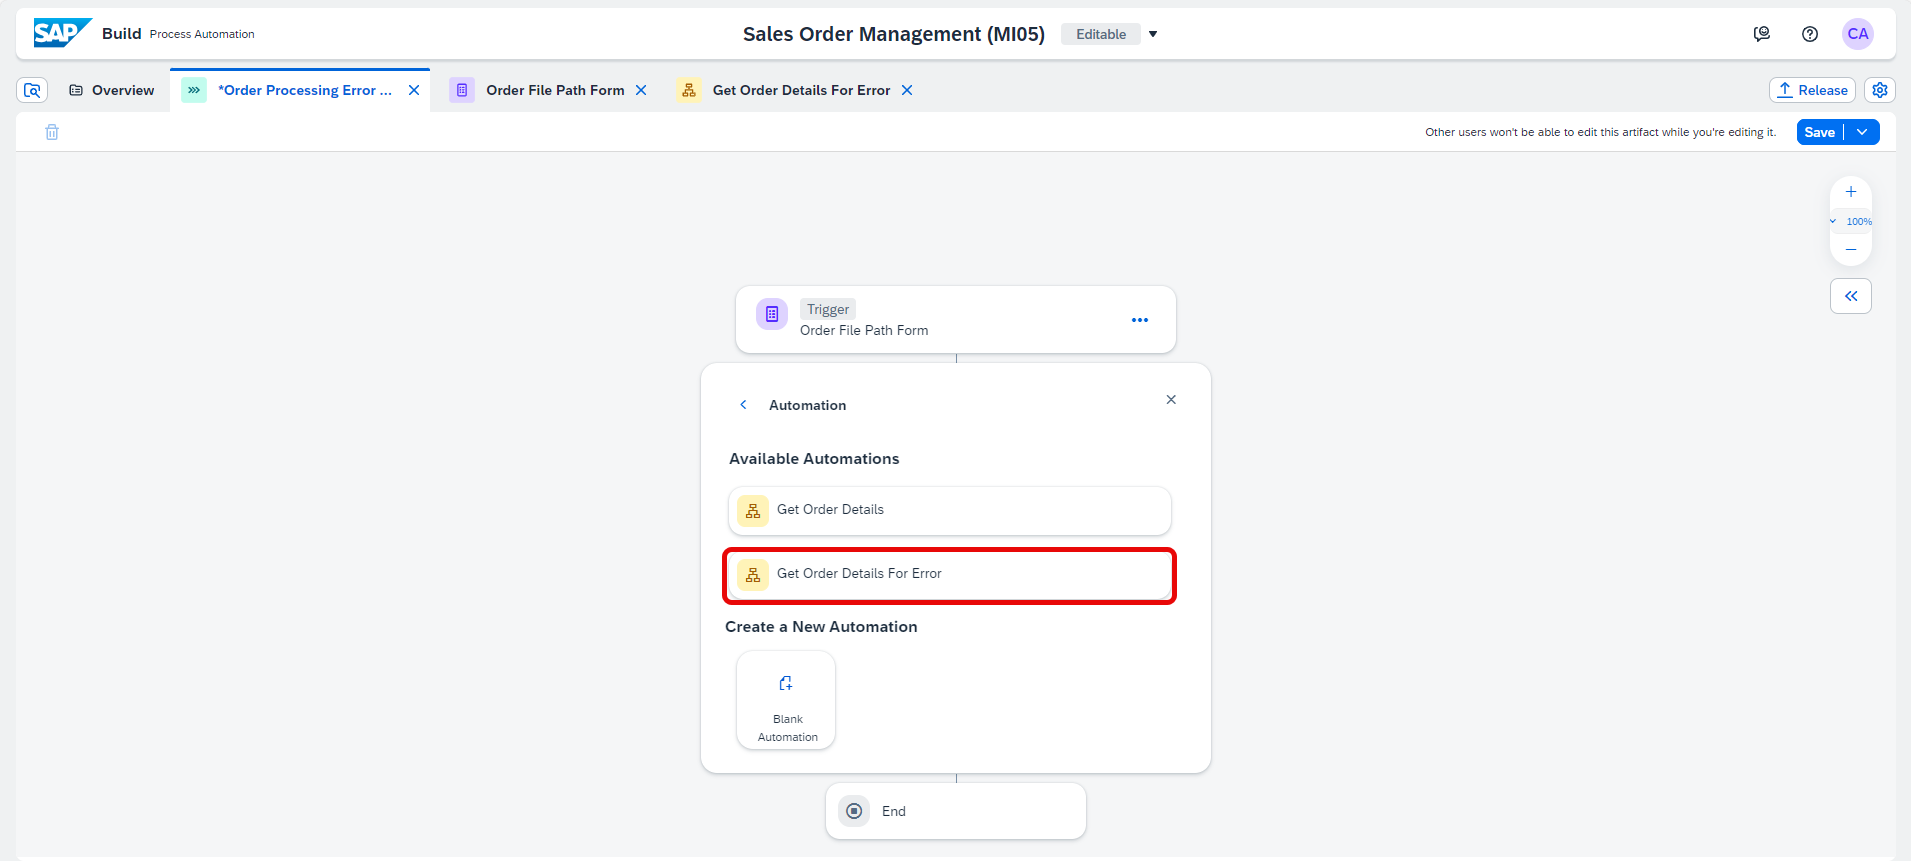 SAP Build Process Automation
Sales Order Management (MI05) Editable
CA
Overview
*Order Processing Error ...
Order File Path Form
Get Order Details For Error
Release
Other users won't be able to edit this artifact while you're editing it.
Save
100%
Trigger
Order File Path Form
Automation
Available Automations
Get Order Details
Get Order Details For Error
Create a New Automation
Blank
Automation
End